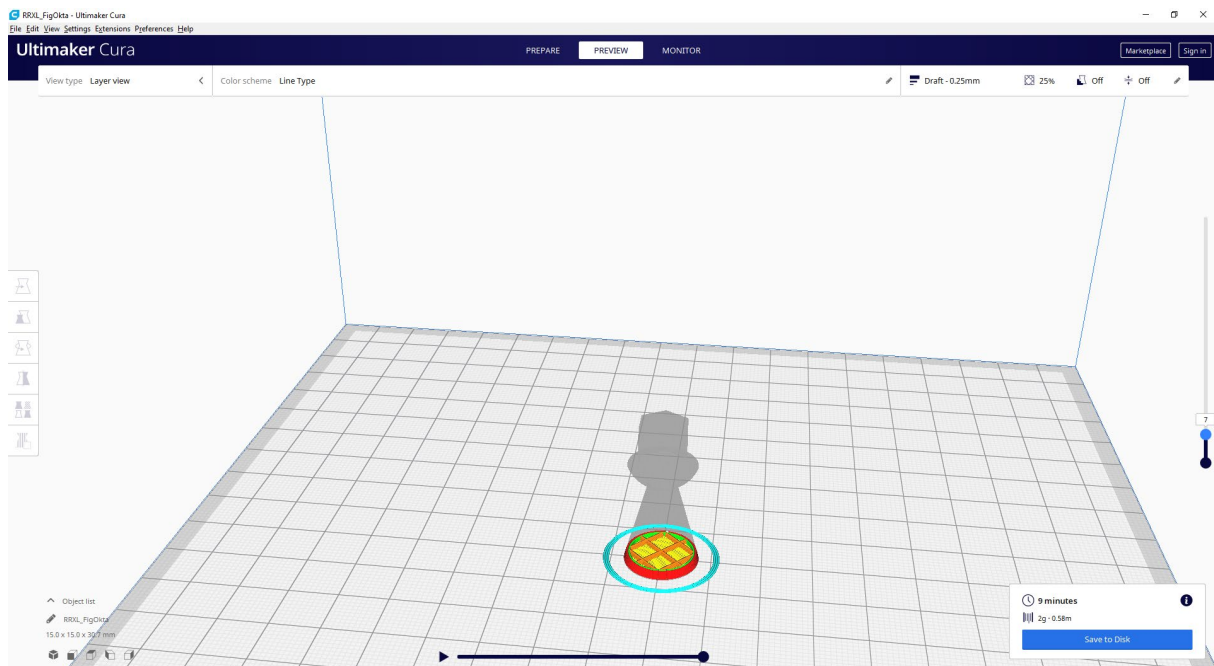 RRXL_FigOkta - Ultimaker Cura
File Edit View Settings Extensions Preferences Help
Ultimaker Cura
PREPARE PREVIEW MONITOR
Marketplace Sign in
View type Layer view
Color scheme Line Type
Draft - 0.25mm 25% Off Off
7
Object list
RRXL_FigOkta
15.0 x 15.0 x 30.7 mm
9 minutes
2g · 0.58m
Save to Disk